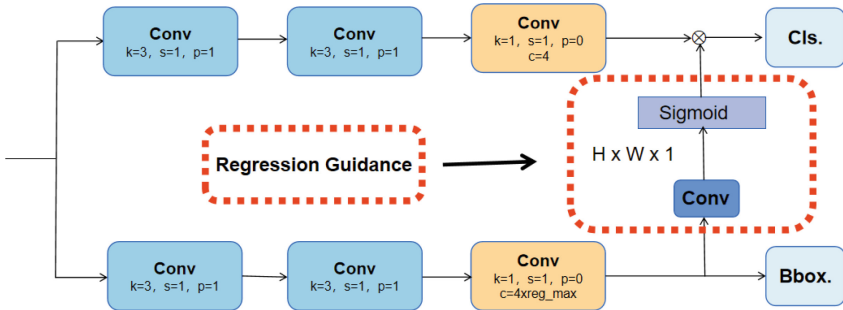 Conv
k=3, s=1, p=1
Conv
k=3, s=1, p=1
Conv
k=1, s=1, p=0
c=4
Cls.
Sigmoid
H x W x 1
Regression Guidance
Conv
Conv
k=3, s=1, p=1
Conv
k=3, s=1, p=1
Conv
k=1, s=1, p=0
c=4xreg_max
Bbox.